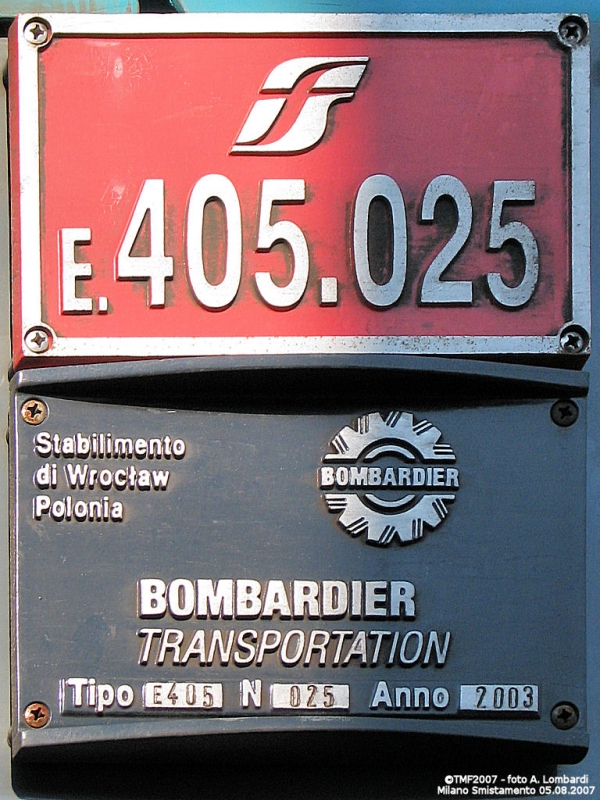 E.405.025
Stabilimento
di Wrocław
Polonia
BOMBARDIER
BOMBARDIER
TRANSPORTATION
Tipo E405 N 025 Anno 2003
©TMF2007 - foto A. Lombardi
Milano Smistamento 05.08.2007